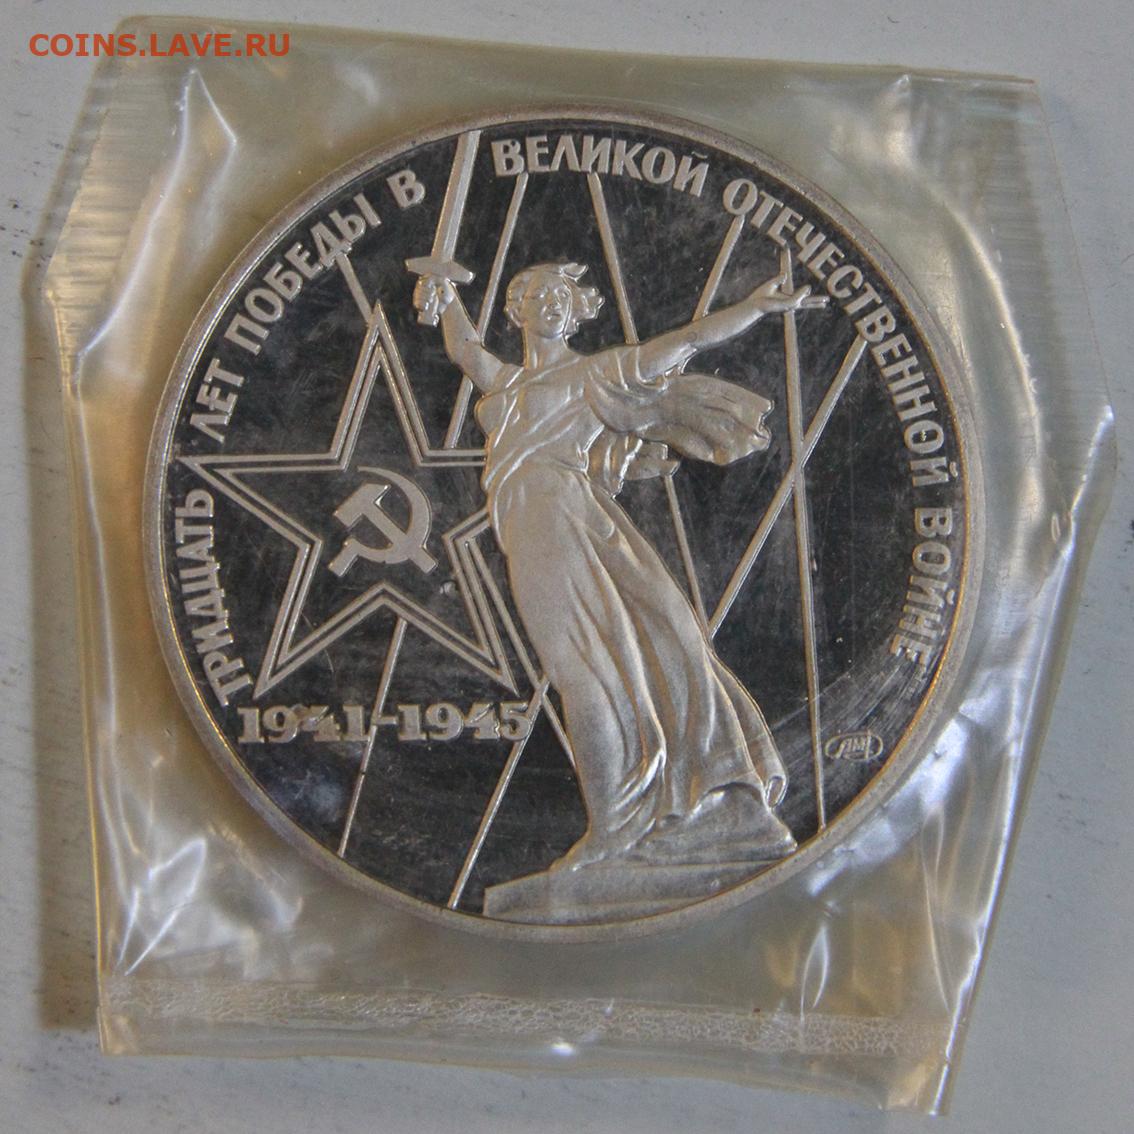 COINS.LAVE.RU
ТРИДЦАТЬ ЛЕТ ПОБЕДЫ В ВЕЛИКОЙ ОТЕЧЕСТВЕННОЙ ВОЙНЕ
1941-1945
ЛМД